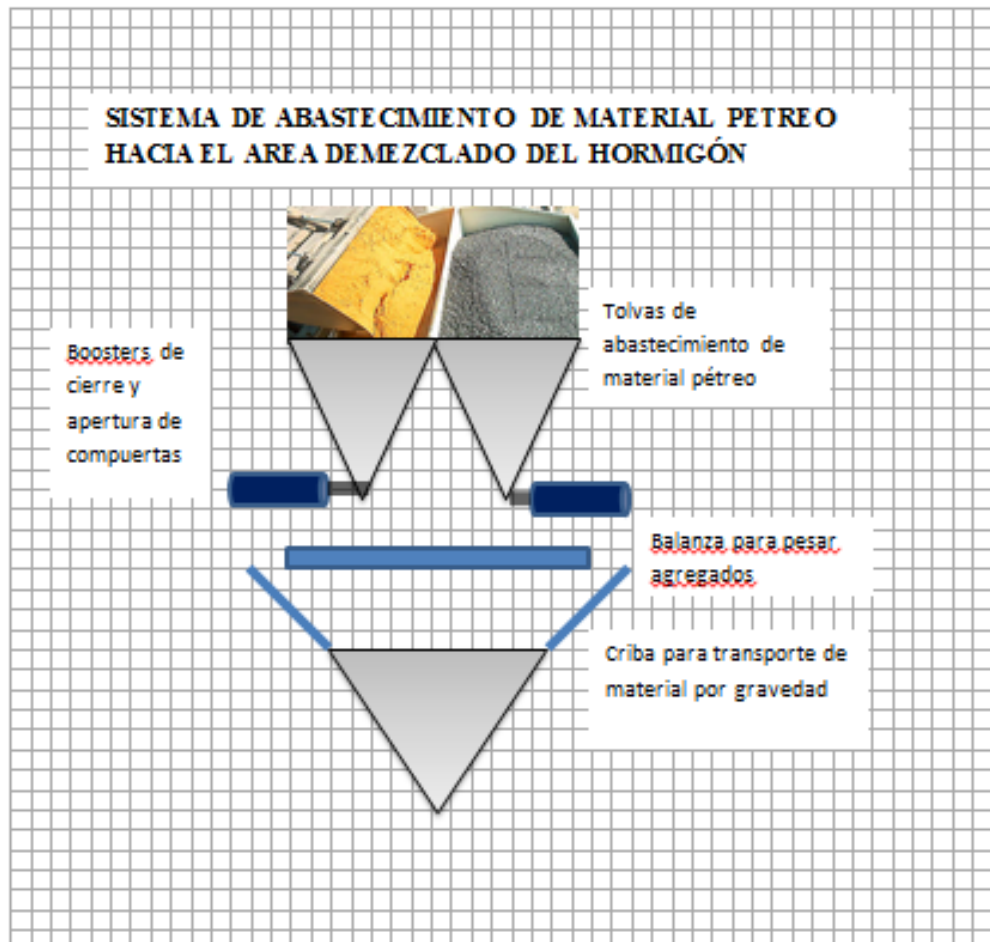 SISTEMA DE ABASTECIMIENTO DE MATERIAL PETREO
HACIA EL AREA DEMEZCLADO DEL HORMIGÓN
Tolvas de
abastecimiento de
material pétreo
Boosters de
cierre y
apertura de
compuertas
Balanza para pesar
agregados
Criba para transporte de
material por gravedad